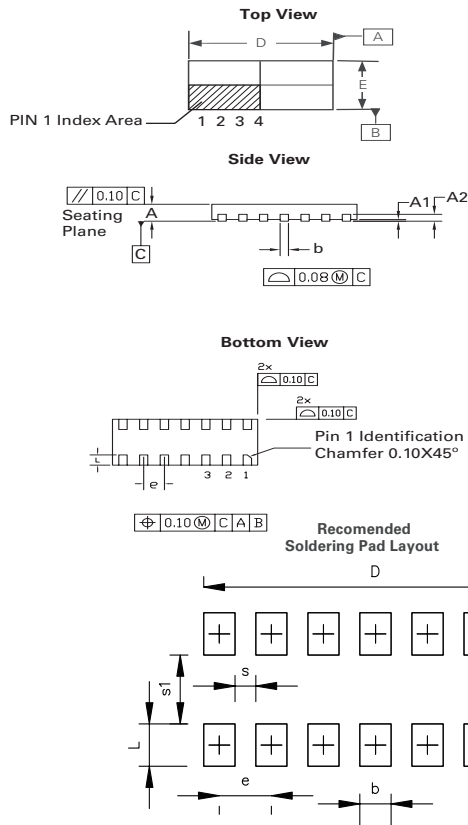 Top View
D
A
E
PIN 1 Index Area
1 2 3 4
B
Side View
// 0.10 C
A
A1
A2
Seating
Plane
b
C
⌓ 0.08 Ⓜ C
Bottom View
2x
⌓ 0.10 C
2x
⌓ 0.10 C
Pin 1 Identification
Chamfer 0.10X45°
L
e
3 2 1
⌖ 0.10 Ⓜ C A B
Recomended
Soldering Pad Layout
D
s1
s
L
e
b